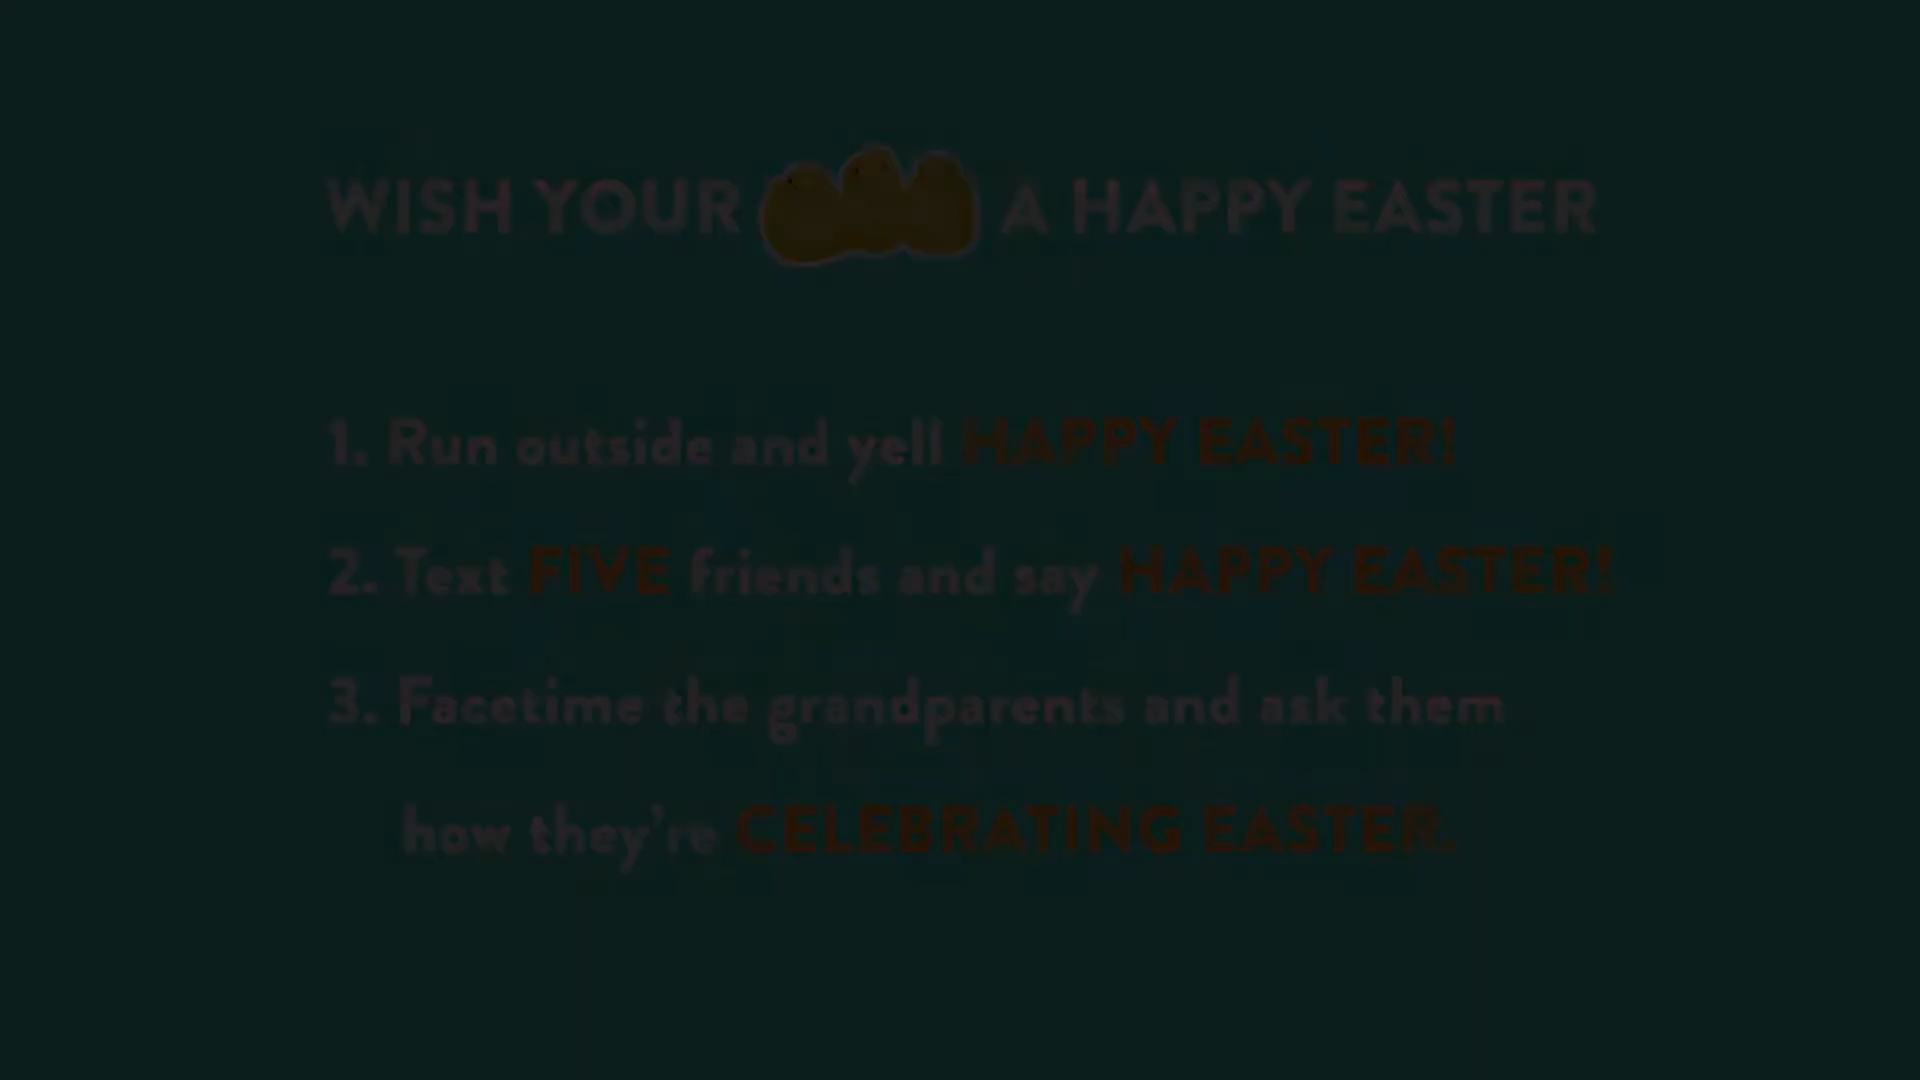 WISH YOUR A HAPPY EASTER
1. Run outside and yell HAPPY EASTER!
2. Text FIVE friends and say HAPPY EASTER!
3. Facetime the grandparents and ask them
how they're CELEBRATING EASTER.